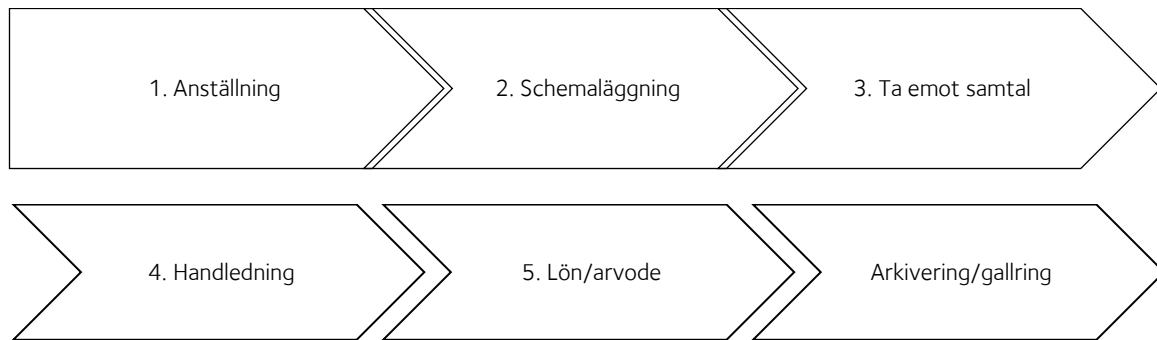 1. Anställning
2. Schemaläggning
3. Ta emot samtal
4. Handledning
5. Lön/arvode
Arkivering/gallring